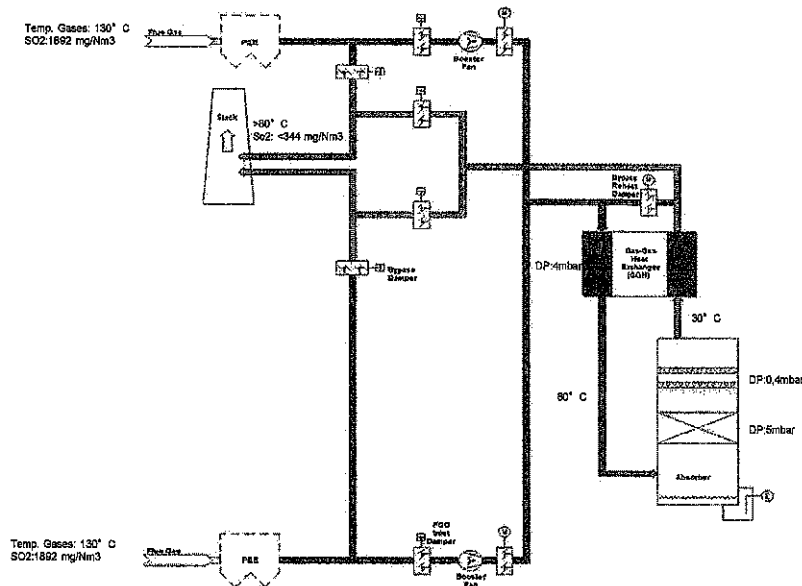 Temp. Gases: 130° C
SO2:1892 mg/Nm3
Flue Gas
Booster
Fan
Stack
>80° C
So2: <344 mg/Nm3
Bypass
Reheat
Damper
DP:4mbar
Gas-Gas
Heat
Exchanger
(GGH)
Bypass
Damper
30° C
80° C
DP:0,4mbar
DP:5mbar
Absorber
Temp. Gases: 130° C
SO2:1892 mg/Nm3
Flue Gas
FGD
Inlet
Damper
Booster
Fan